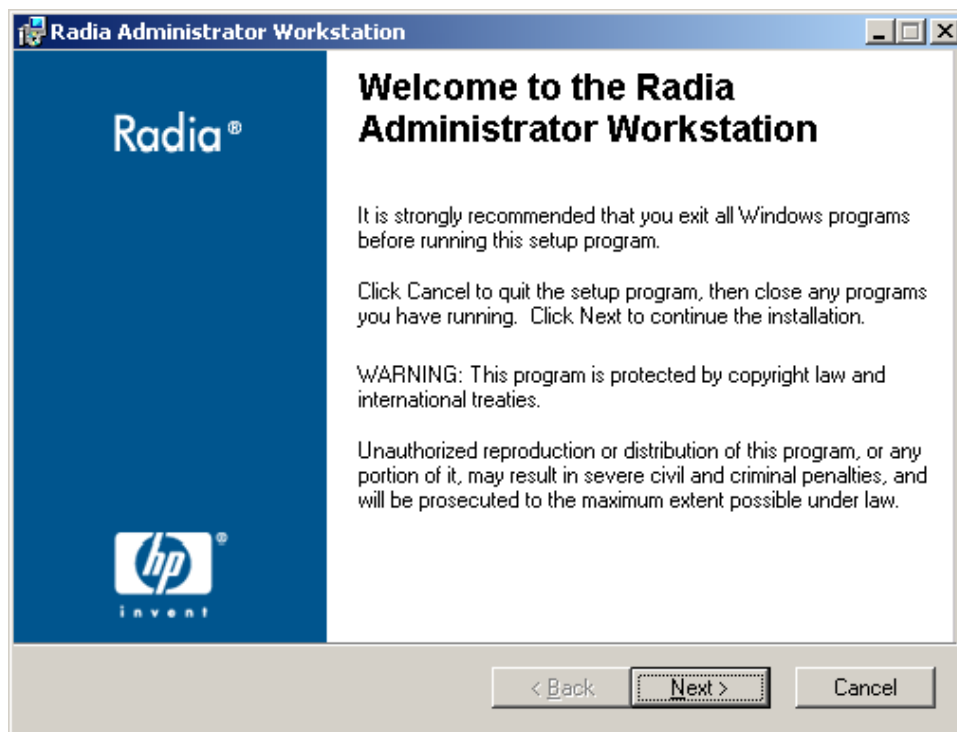 Radia Administrator Workstation
Radia®
Welcome to the Radia
Administrator Workstation
It is strongly recommended that you exit all Windows programs
before running this setup program.
Click Cancel to quit the setup program, then close any programs
you have running. Click Next to continue the installation.
WARNING: This program is protected by copyright law and
international treaties.
Unauthorized reproduction or distribution of this program, or any
portion of it, may result in severe civil and criminal penalties, and
will be prosecuted to the maximum extent possible under law.
hp®
invent
< Back
Next >
Cancel